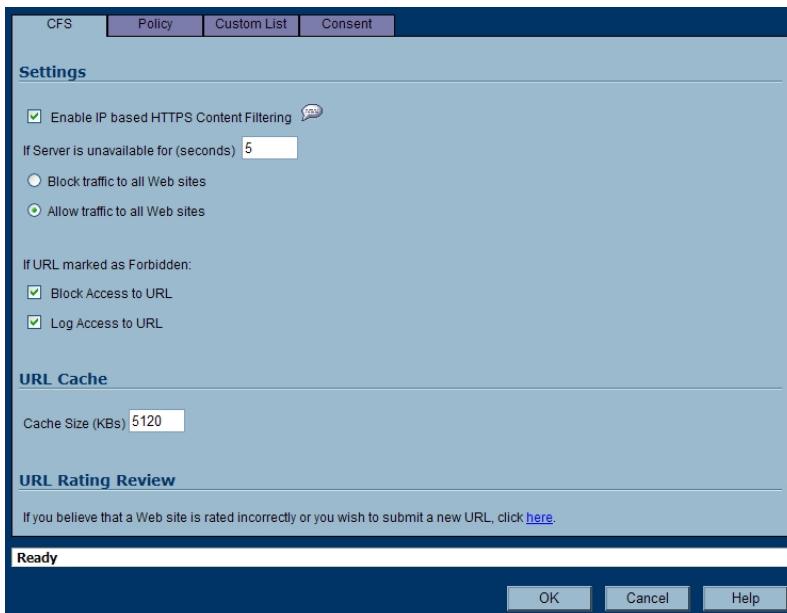 CFS Policy Custom List Consent
Settings
Enable IP based HTTPS Content Filtering
If Server is unavailable for (seconds) 5
Block traffic to all Web sites
Allow traffic to all Web sites
If URL marked as Forbidden:
Block Access to URL
Log Access to URL
URL Cache
Cache Size (KBs) 5120
URL Rating Review
If you believe that a Web site is rated incorrectly or you wish to submit a new URL, click here.
Ready
OK Cancel Help